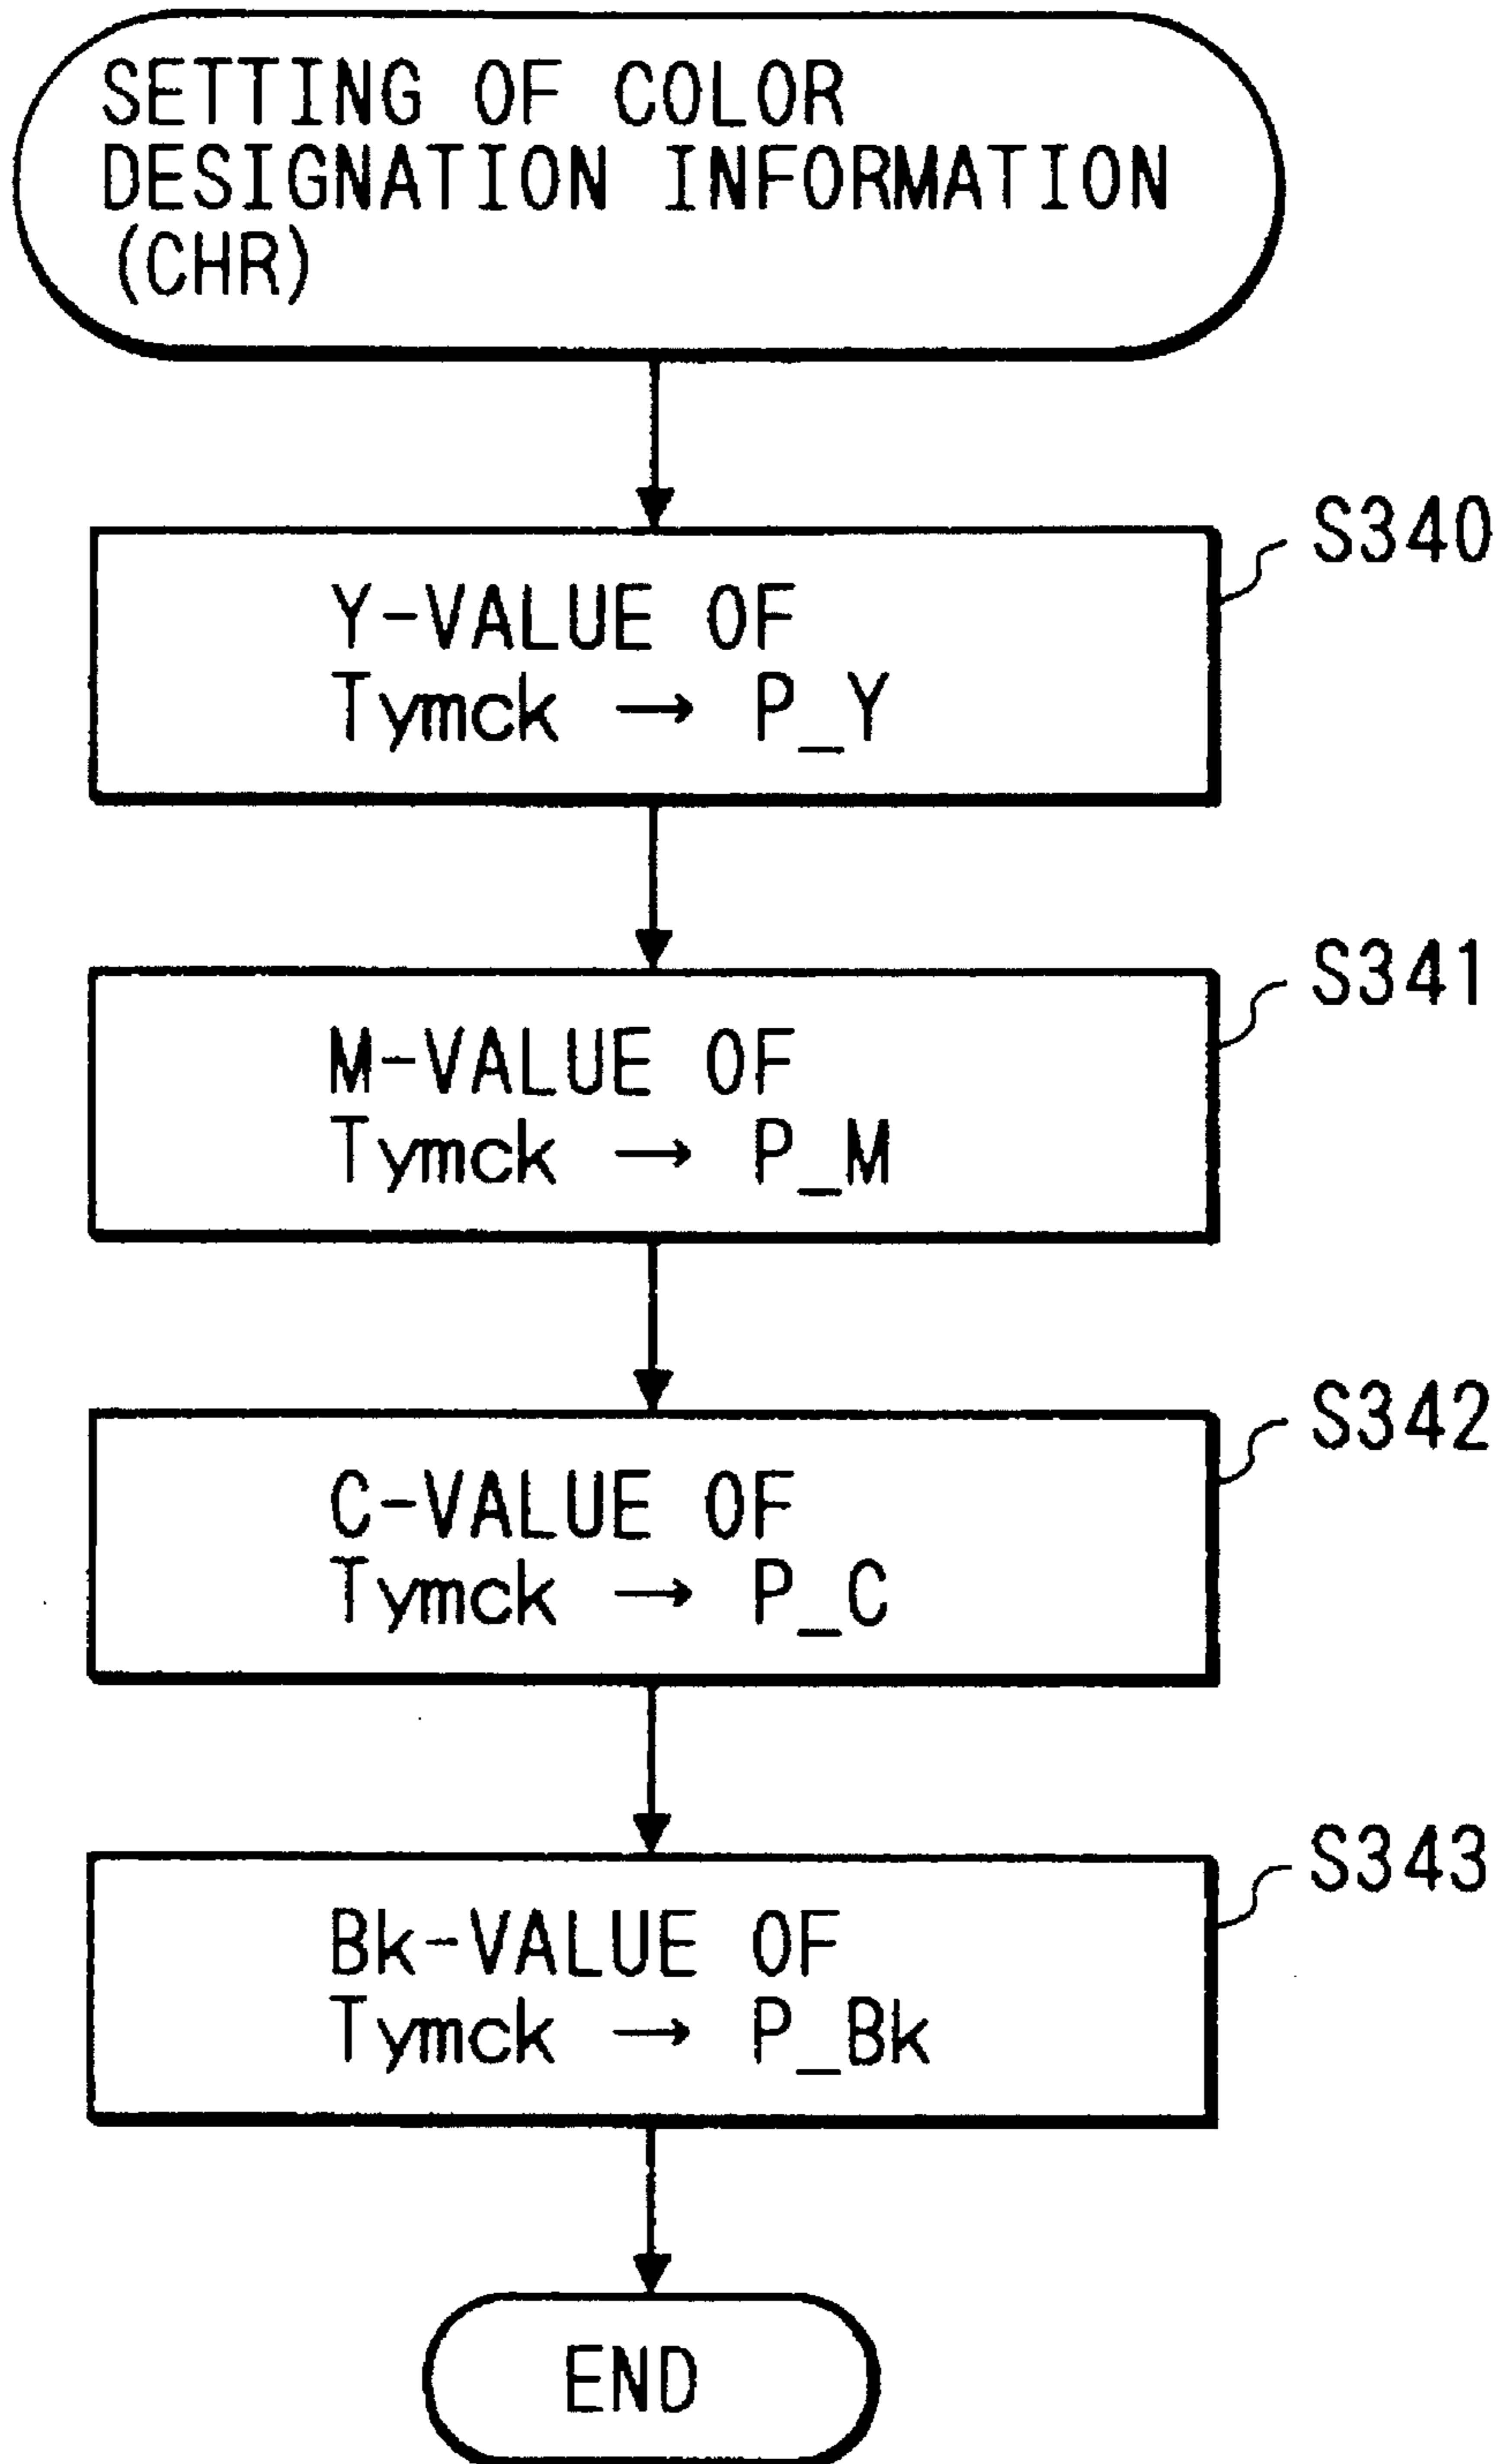 SETTING OF COLOR
DESIGNATION INFORMATION
(CHR)
S340
Y-VALUE OF
Tymck → P_Y
S341
M-VALUE OF
Tymck → P_M
S342
C-VALUE OF
Tymck → P_C
S343
Bk-VALUE OF
Tymck → P_Bk
END